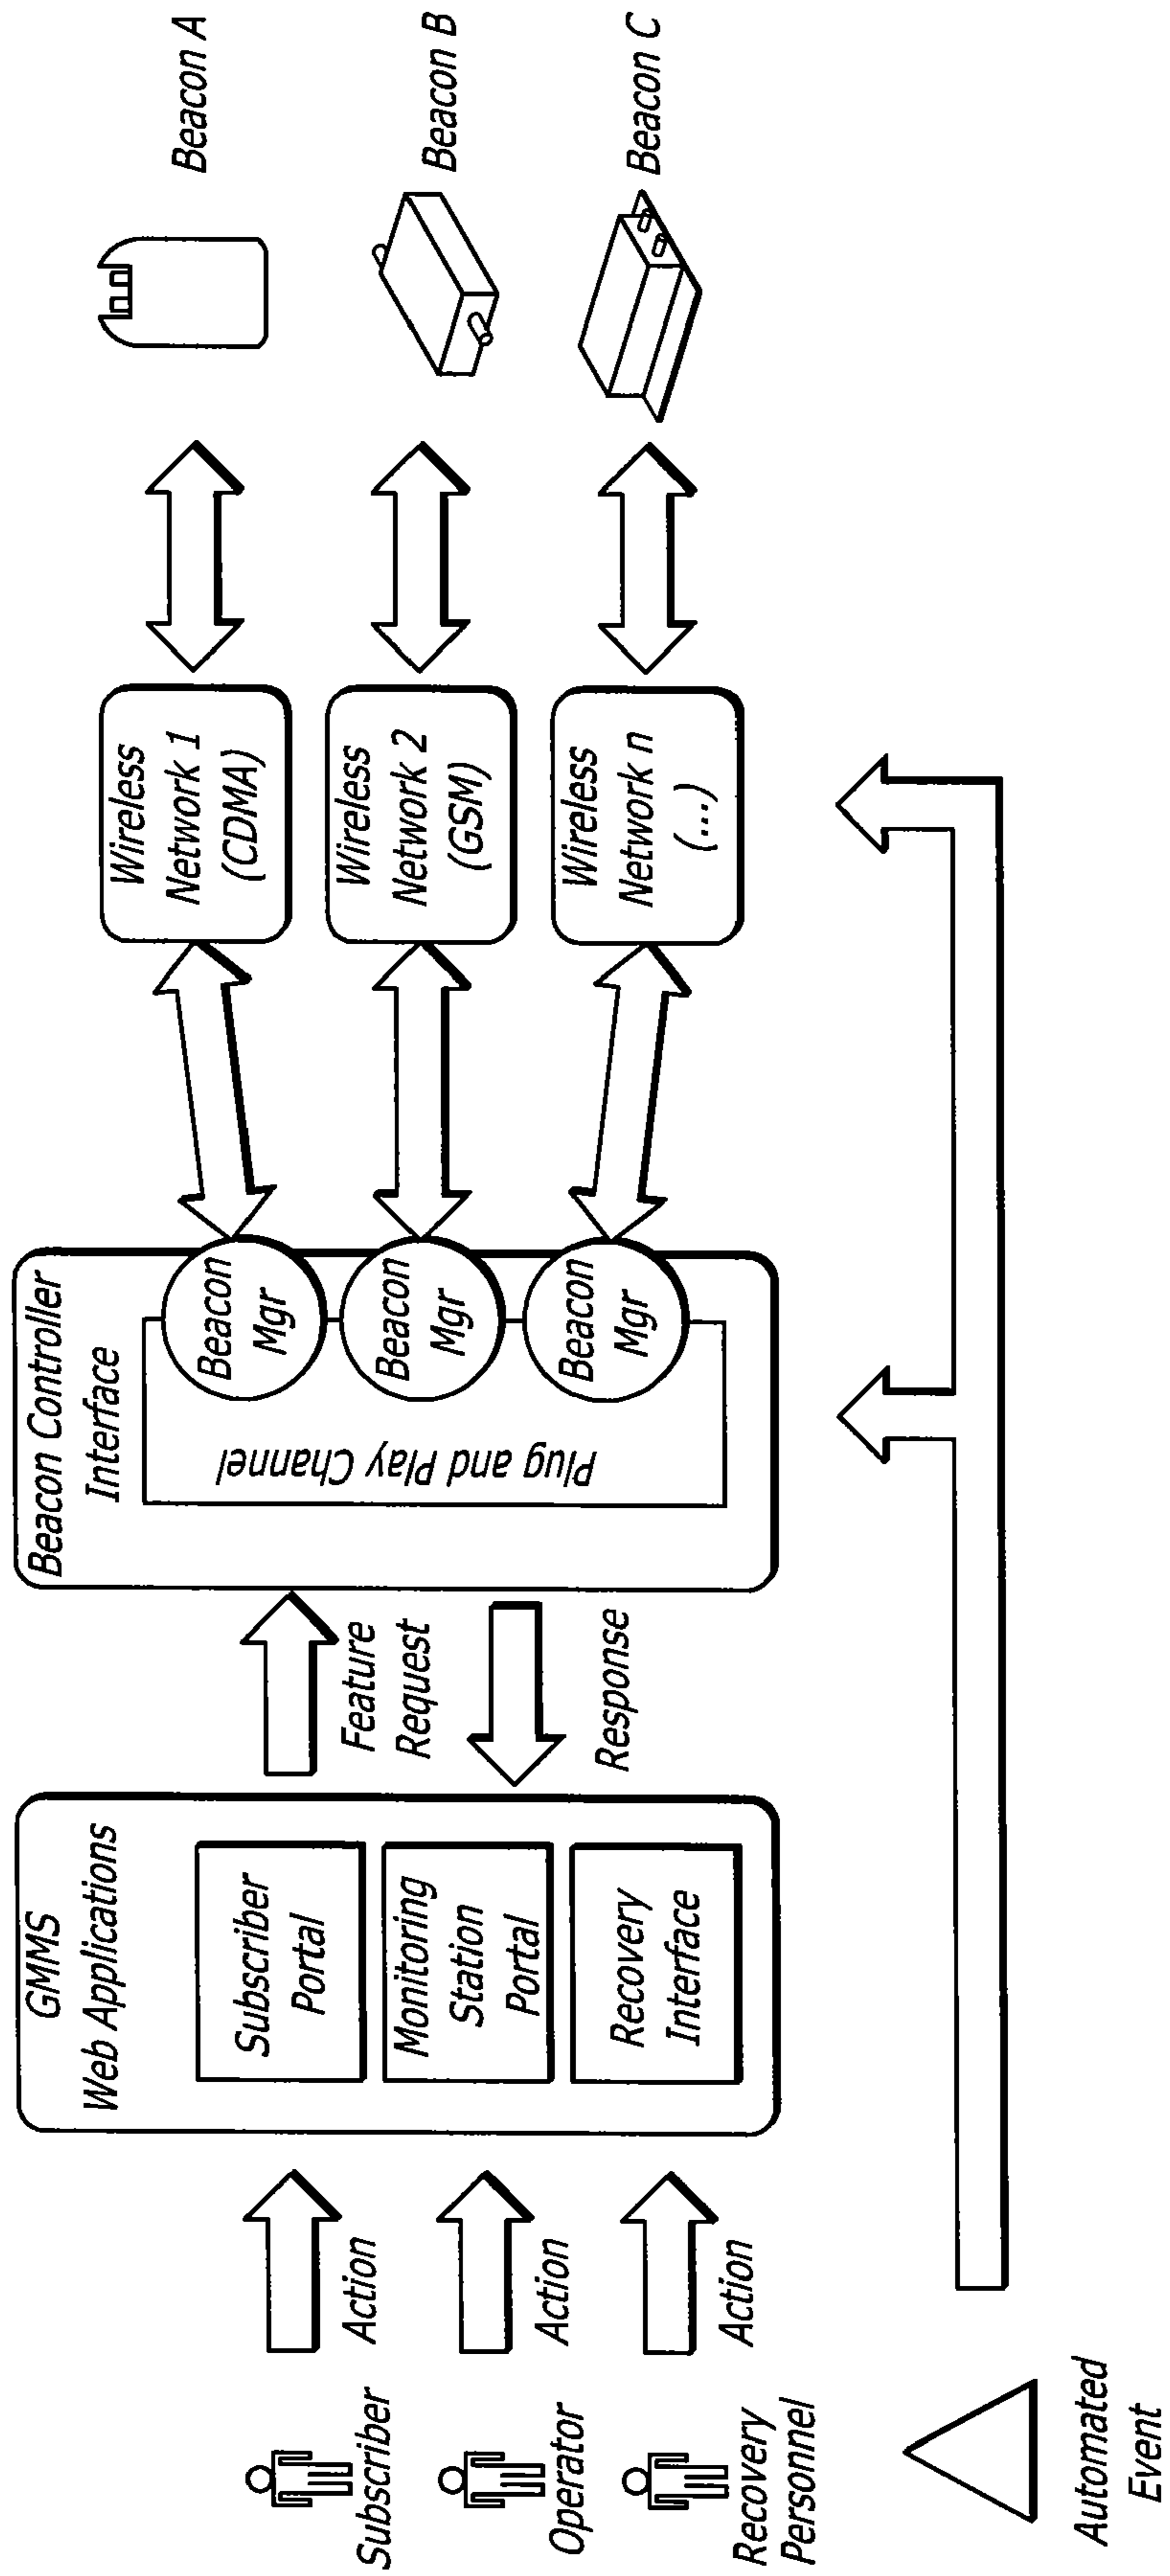 Subscriber
Action
Operator
Action
Recovery
Personnel
Action
Automated
Event
GMMS
Web Applications
Subscriber
Portal
Monitoring
Station
Portal
Recovery
Interface
Feature
Request
Response
Beacon Controller
Interface
Plug and Play Channel
Beacon
Mgr
Beacon
Mgr
Beacon
Mgr
Wireless
Network 1
(CDMA)
Wireless
Network 2
(GSM)
Wireless
Network n
(...)
Beacon A
Beacon B
Beacon C